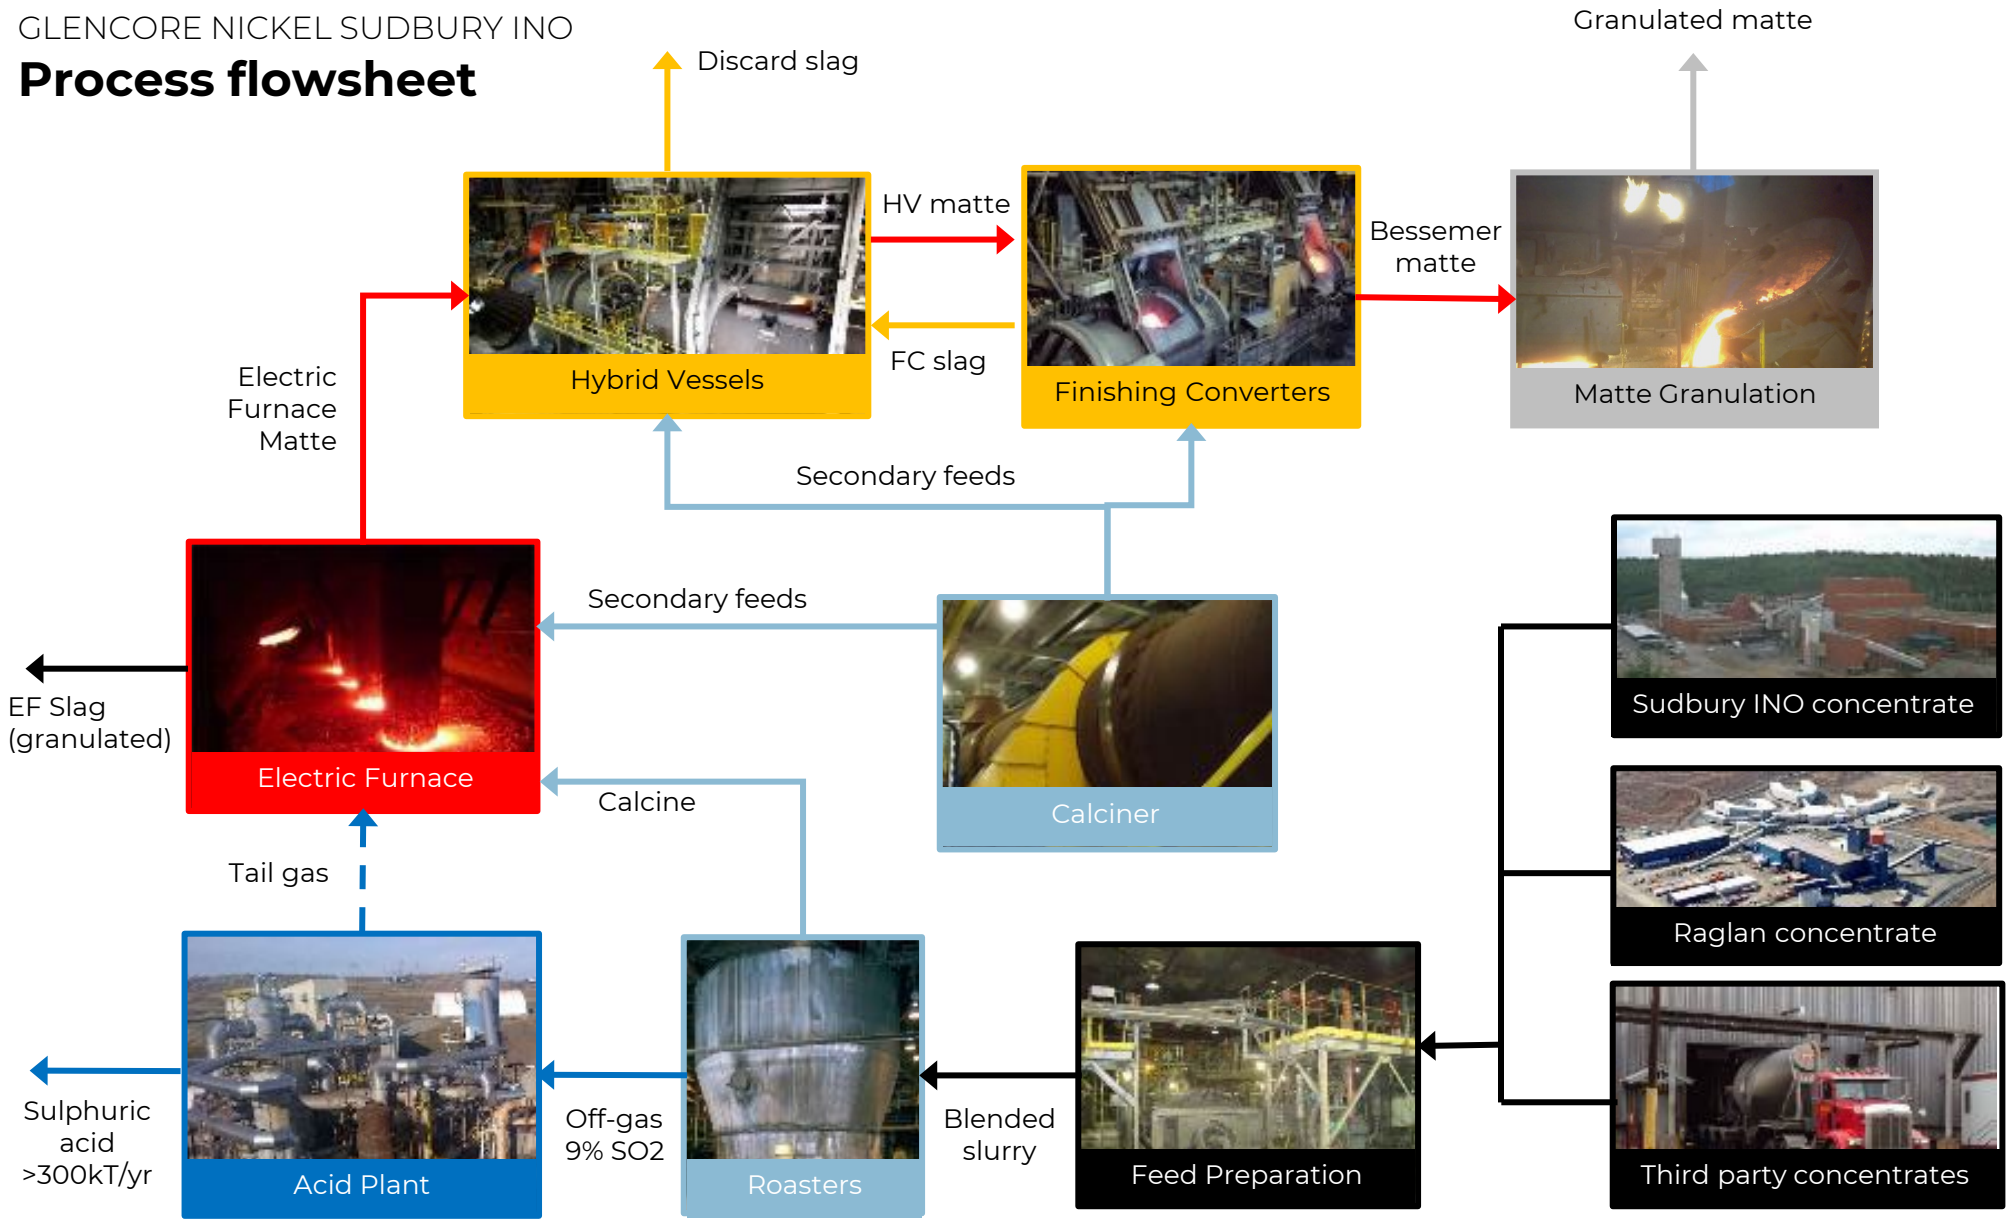 GLENCORE NICKEL SUDBURY INO
Process flowsheet
Granulated matte
Discard slag
HV matte
Bessemer
matte
FC slag
Hybrid Vessels
Finishing Converters
Matte Granulation
Electric
Furnace
Matte
Secondary feeds
Secondary feeds
EF Slag
(granulated)
Electric Furnace
Calcine
Calciner
Sudbury INO concentrate
Tail gas
Raglan concentrate
Sulphuric
acid
>300kT/yr
Off-gas
9% SO2
Blended
slurry
Acid Plant
Roasters
Feed Preparation
Third party concentrates